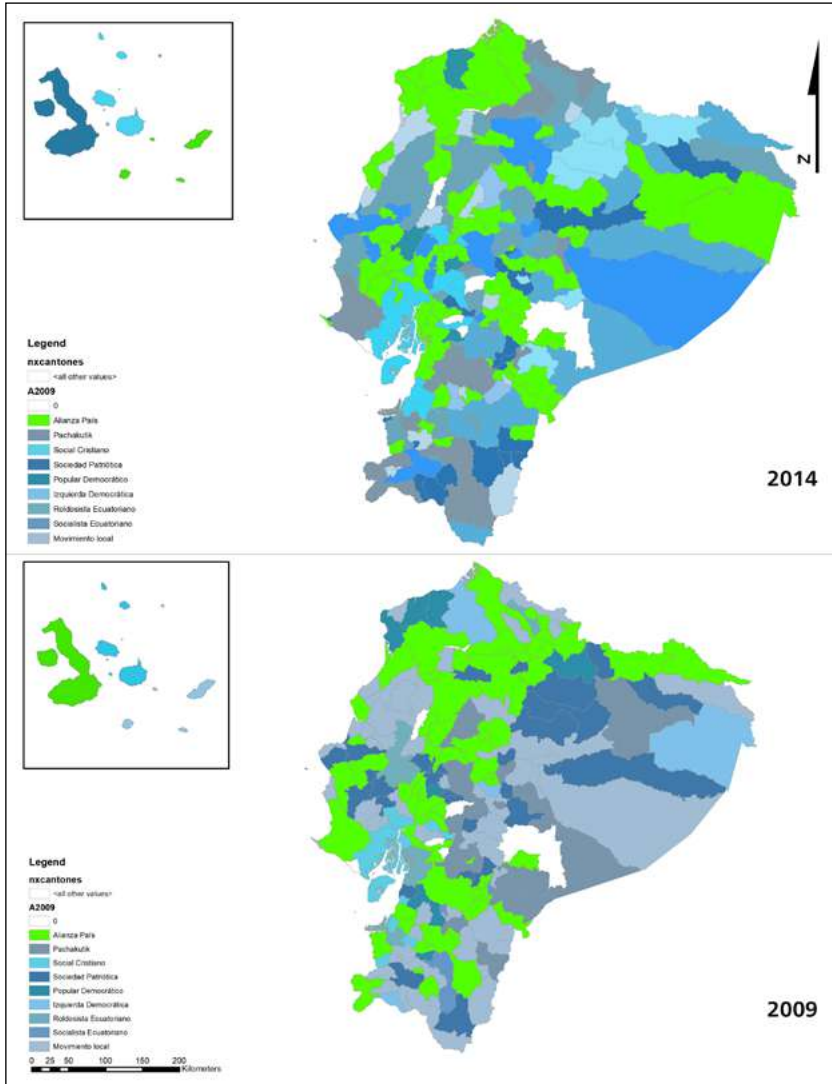 N
Legend
nxcantones
<all other values>
A2009
0
Alianza País
Pachakutik
Social Cristiano
Sociedad Patriótica
Popular Democrático
Izquierda Democrática
Roldosista Ecuatoriano
Socialista Ecuatoriano
Movimiento local
2014
Legend
nxcantones
<all other values>
A2009
0
Alianza País
Pachakutik
Social Cristiano
Sociedad Patriótica
Popular Democrático
Izquierda Democrática
Roldosista Ecuatoriano
Socialista Ecuatoriano
Movimiento local
2009
0 25 50 100 150 200
Kilometers